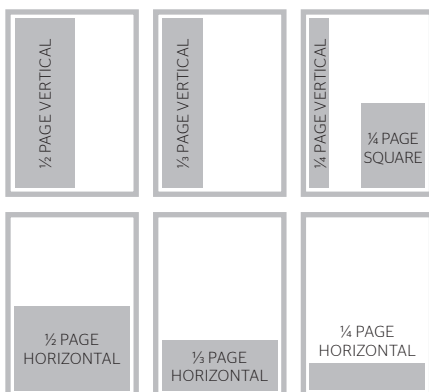 ½ PAGE VERTICAL
⅓ PAGE VERTICAL
¼ PAGE VERTICAL
¼ PAGE
SQUARE
½ PAGE
HORIZONTAL
⅓ PAGE
HORIZONTAL
¼ PAGE
HORIZONTAL